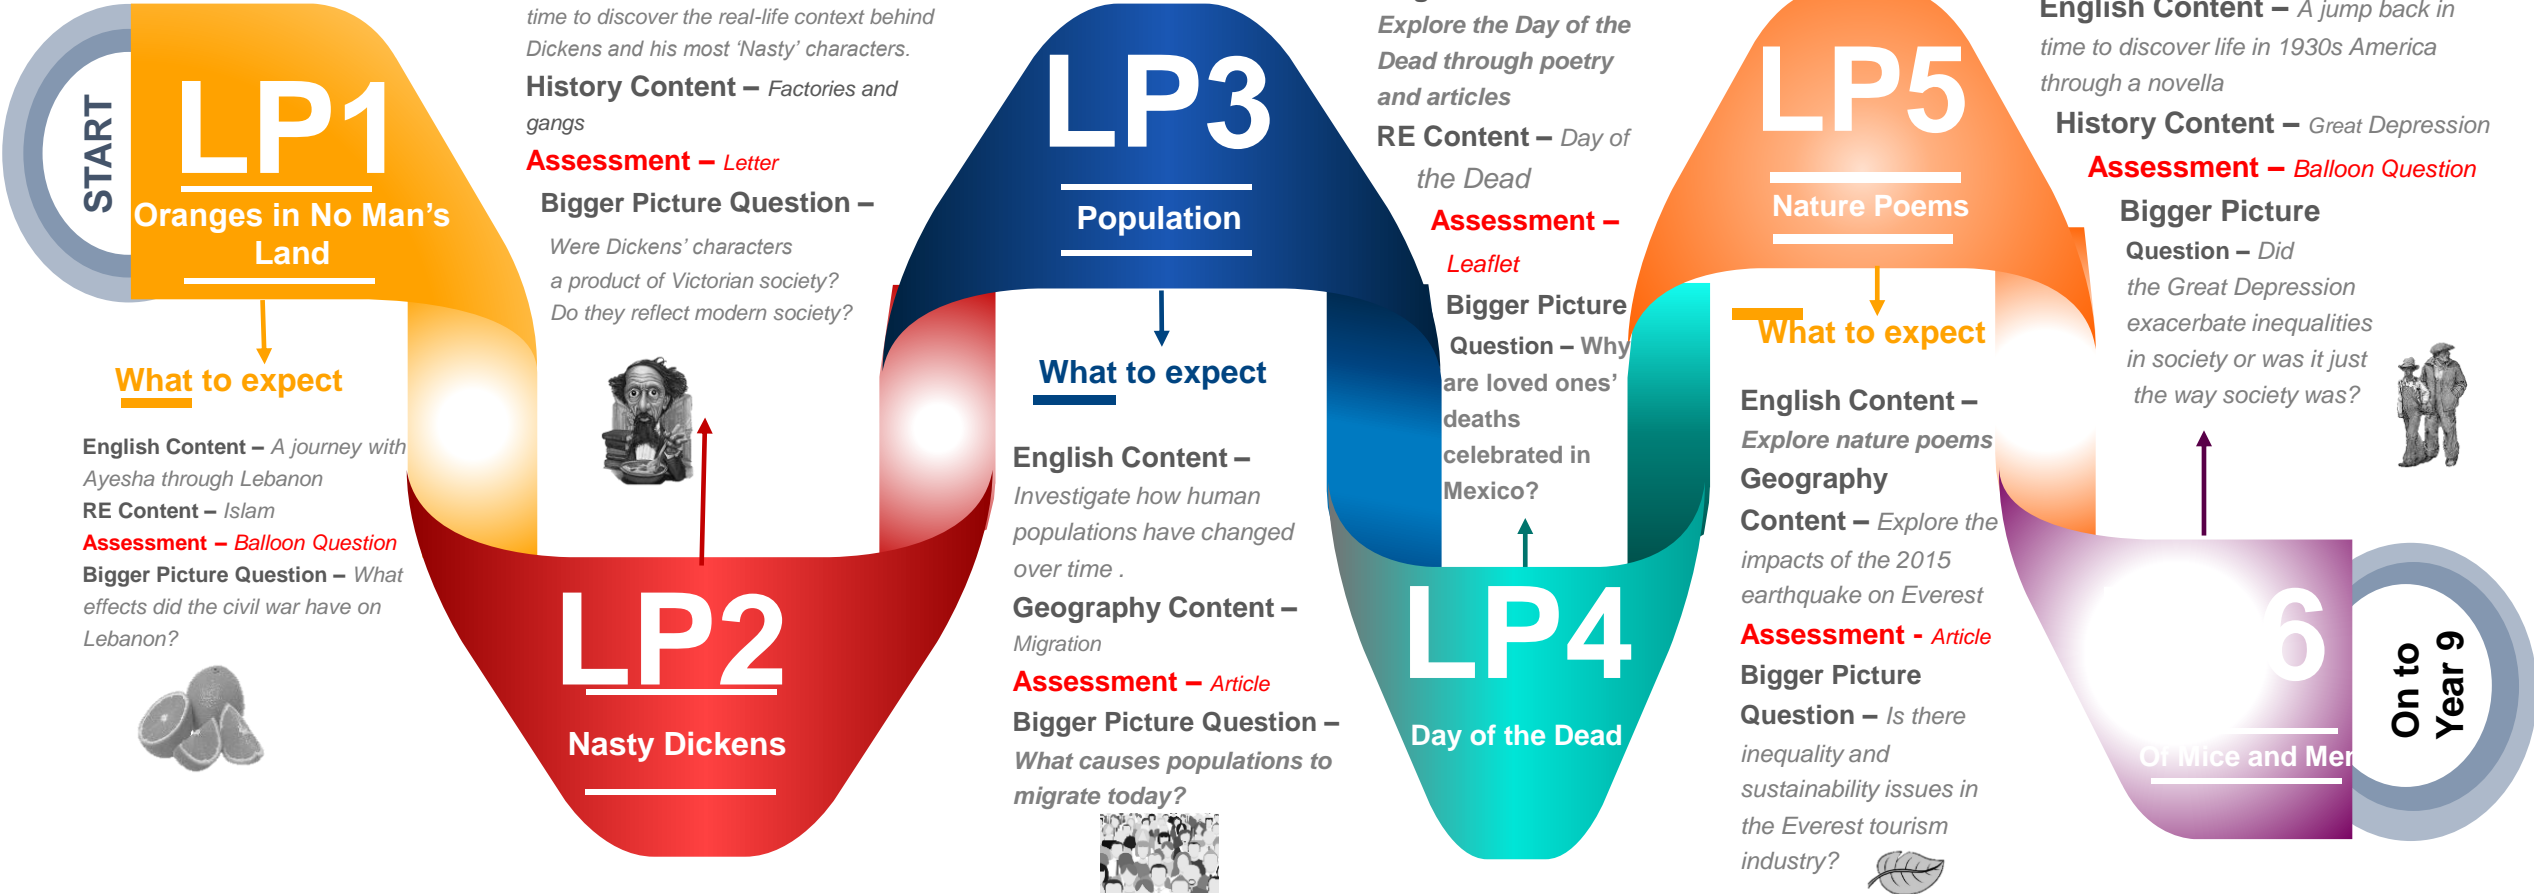 START
LP1
Oranges in No Man's
Land
What to expect
English Content – A journey with
Ayesha through Lebanon
RE Content – Islam
Assessment – Balloon Question
Bigger Picture Question – What
effects did the civil war have on
Lebanon?
time to discover the real-life context behind
Dickens and his most ‘Nasty’ characters.
History Content – Factories and
gangs
Assessment – Letter
Bigger Picture Question –
Were Dickens’ characters
a product of Victorian society?
Do they reflect modern society?
LP2
Nasty Dickens
LP3
Population
What to expect
English Content –
Investigate how human
populations have changed
over time .
Geography Content –
Migration
Assessment – Article
Bigger Picture Question –
What causes populations to
migrate today?
Explore the Day of the
Dead through poetry
and articles
RE Content – Day of
the Dead
Assessment –
Leaflet
Bigger Picture
Question – Why
are loved ones’
deaths
celebrated in
Mexico?
LP4
Day of the Dead
LP5
Nature Poems
What to expect
English Content –
Explore nature poems
Geography
Content – Explore the
impacts of the 2015
earthquake on Everest
Assessment - Article
Bigger Picture
Question – Is there
inequality and
sustainability issues in
the Everest tourism
industry?
English Content – A jump back in
time to discover life in 1930s America
through a novella
History Content – Great Depression
Assessment – Balloon Question
Bigger Picture
Question – Did
the Great Depression
exacerbate inequalities
in society or was it just
the way society was?
6
Of Mice and Men
On to
Year 9